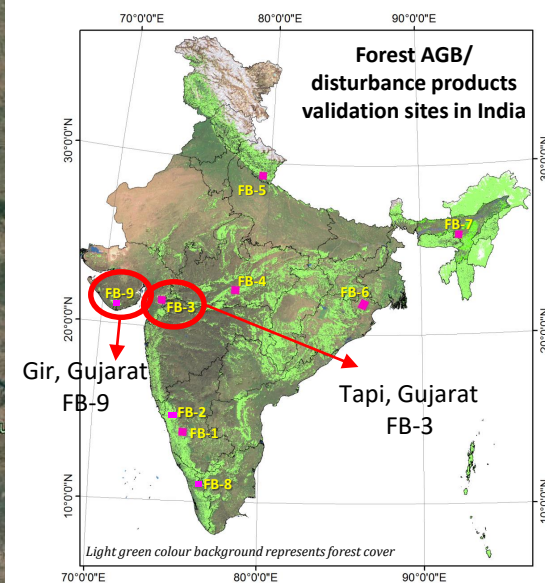 70°0'0"N
80°0'0"E
90°0'0"E
Forest AGB/
disturbance products
validation sites in India
30°0'0"N
30°0'0"N
FB-5
FB-7
FB-9
FB-4
FB-3
FB-6
20°0'0"N
20°0'0"N
Gir, Gujarat
FB-9
Tapi, Gujarat
FB-3
FB-2
FB-1
FB-8
10°0'0"N
10°0'0"N
Light green colour background represents forest cover
70°0'0"E
80°0'0"E
90°0'0"E